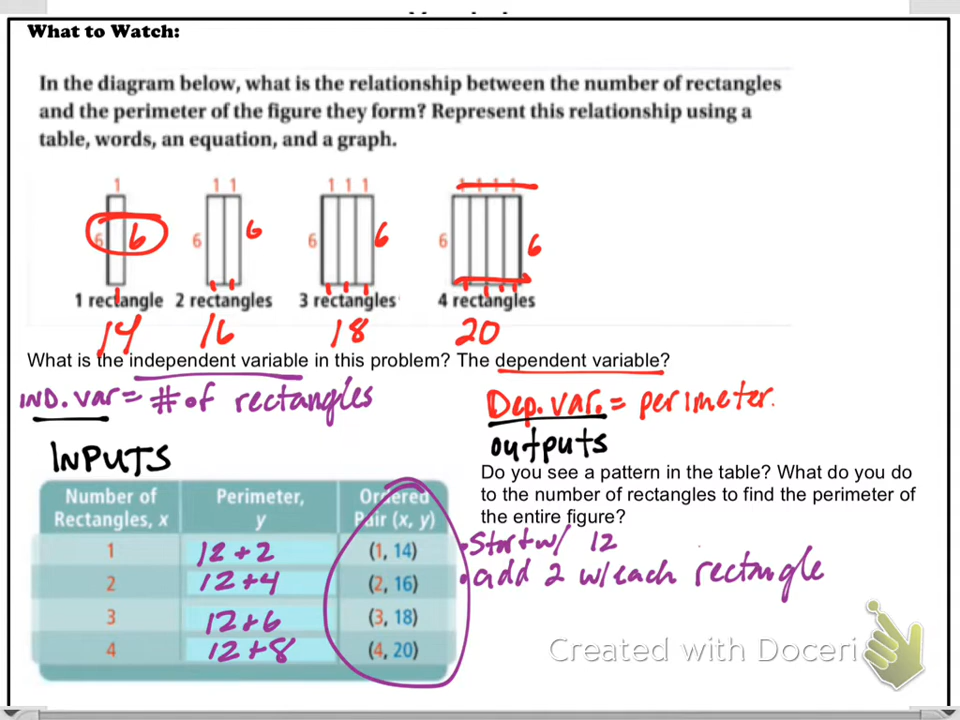 What to Watch:
In the diagram below, what is the relationship between the number of rectangles
and the perimeter of the figure they form? Represent this relationship using a
table, words, an equation, and a graph.
1 1 1 1 1 1 1 1 1 1
6 6 6 6 6 6 6 6
1 rectangle 2 rectangles 3 rectangles 4 rectangles
14 16 18 20
What is the independent variable in this problem? The dependent variable?
IND. var = # of rectangles
Dep. var. = perimeter.
outputs
INPUTS
Do you see a pattern in the table? What do you do
to the number of rectangles to find the perimeter of
the entire figure?
• Start w/ 12
• add 2 w/ each rectangle
Number of Perimeter, Ordered
Rectangles, x y Pair (x, y)
1 12 + 2 (1, 14)
2 12 + 4 (2, 16)
3 12 + 6 (3, 18)
4 12 + 8 (4, 20)
Created with Doceri